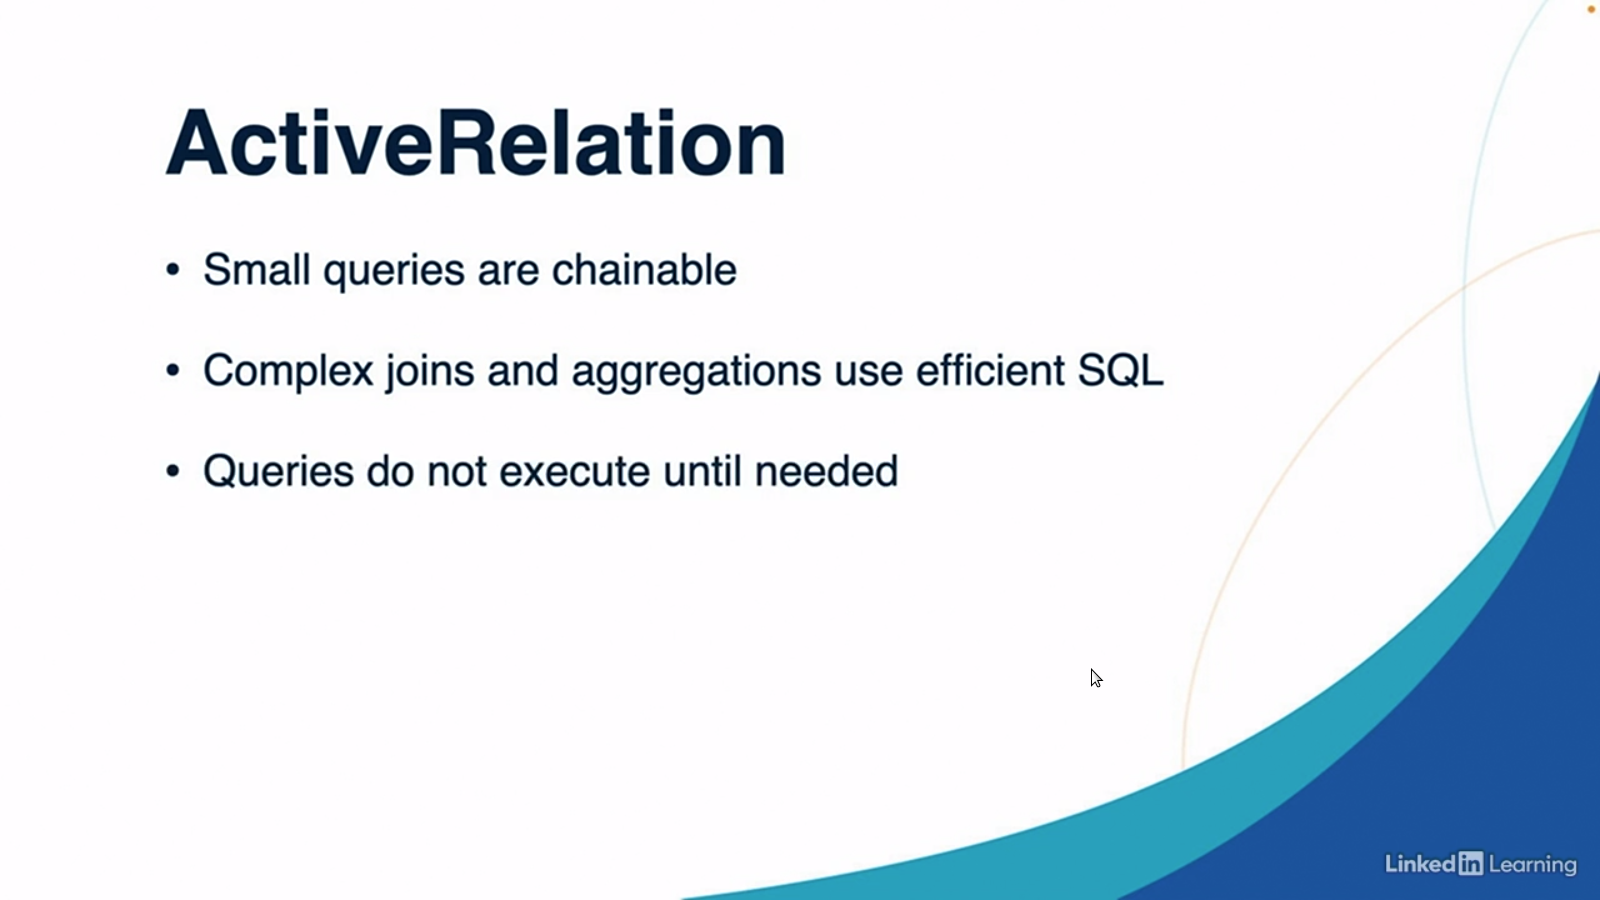 ActiveRelation
• Small queries are chainable
• Complex joins and aggregations use efficient SQL
• Queries do not execute until needed
Linked in Learning